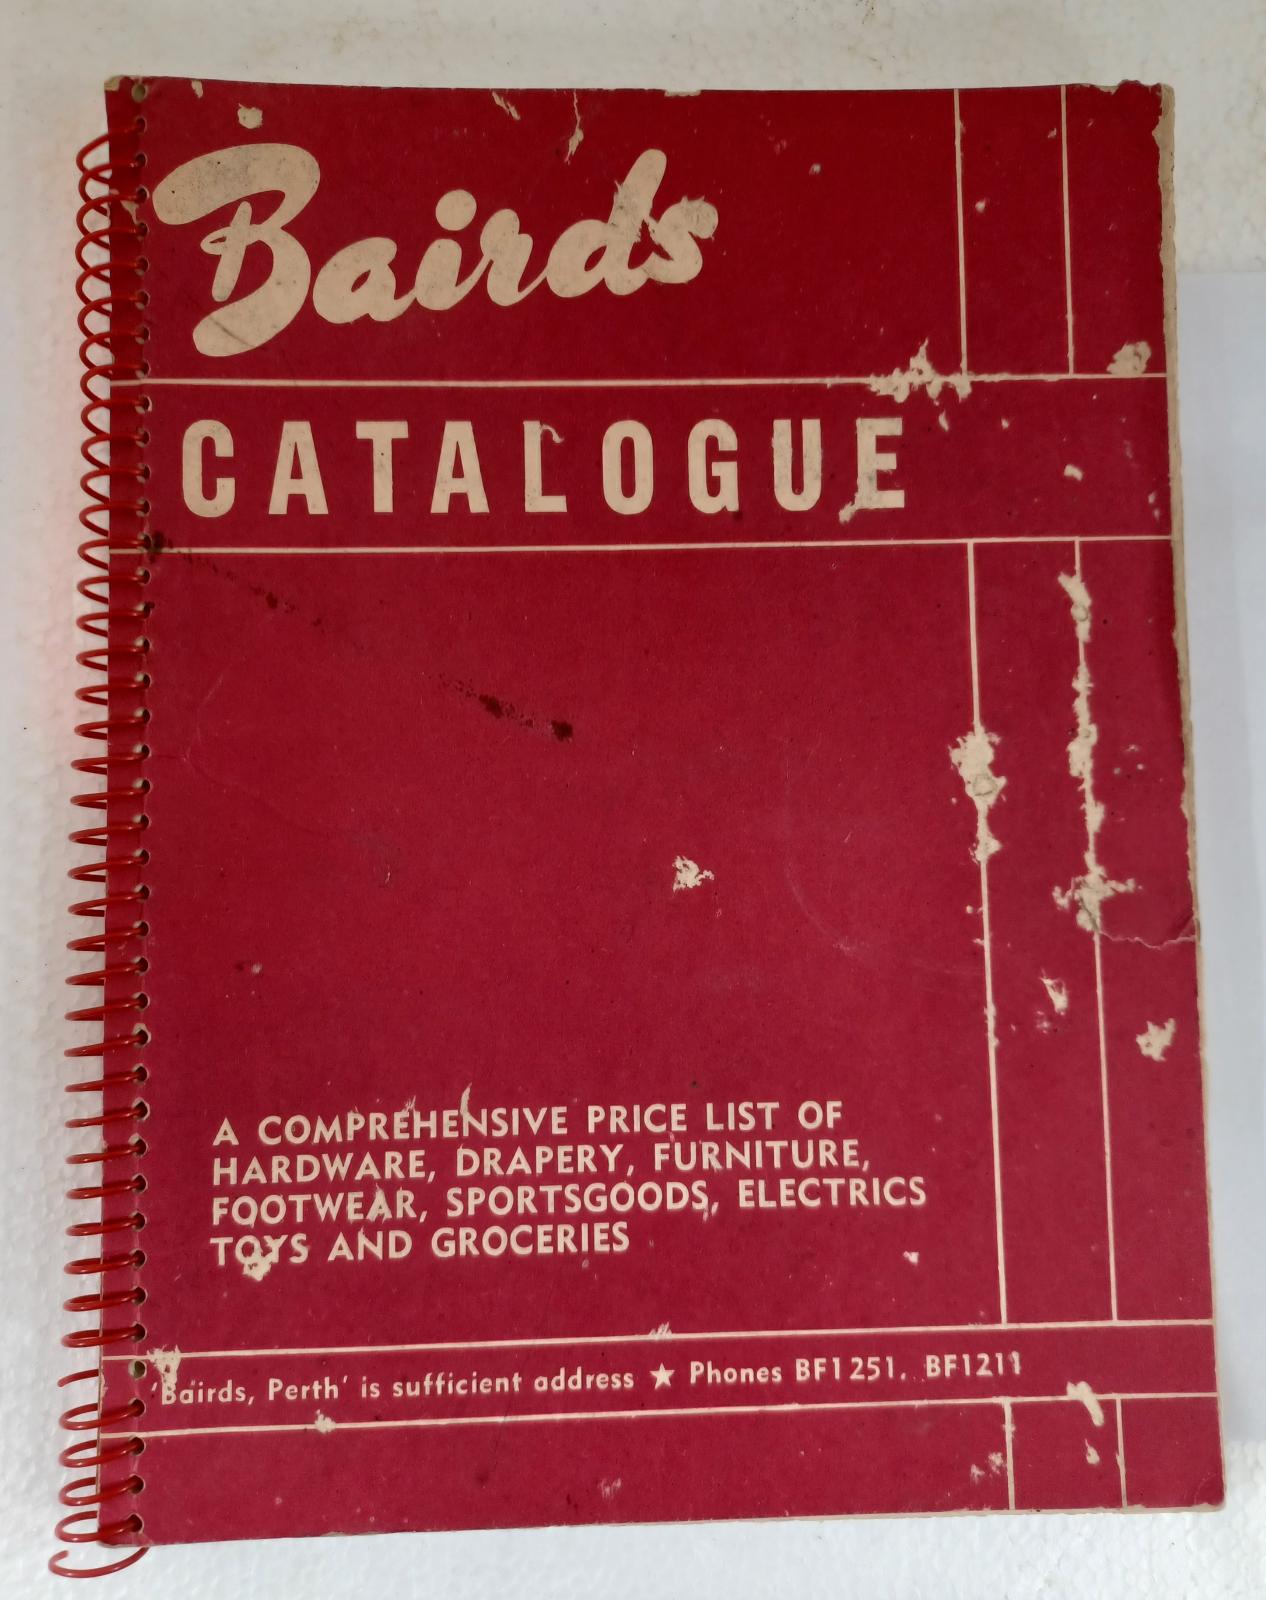 Bairds
CATALOGUE
A COMPREHENSIVE PRICE LIST OF
HARDWARE, DRAPERY, FURNITURE,
FOOTWEAR, SPORTSGOODS, ELECTRICS
TOYS AND GROCERIES
'Bairds, Perth' is sufficient address ★ Phones BF1251, BF1211